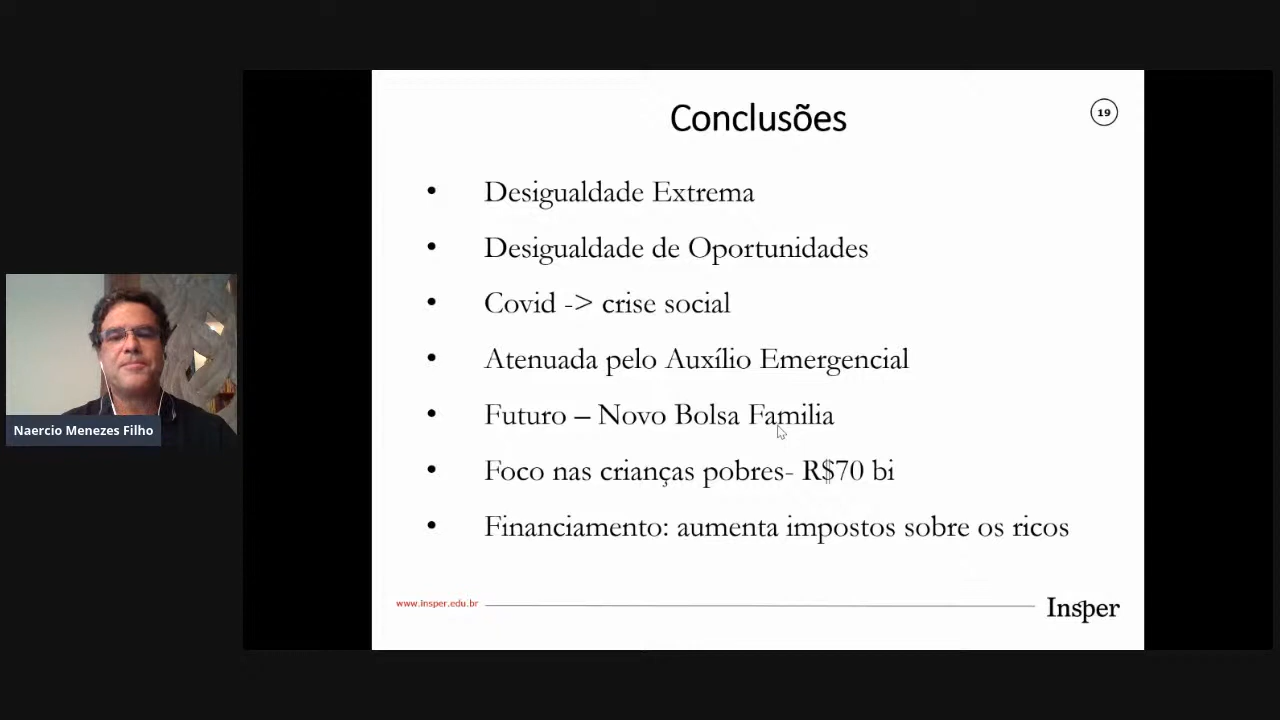 Conclusões
19
• Desigualdade Extrema
• Desigualdade de Oportunidades
• Covid -> crise social
• Atenuada pelo Auxílio Emergencial
• Futuro – Novo Bolsa Familia
• Foco nas crianças pobres- R$70 bi
• Financiamento: aumenta impostos sobre os ricos
www.insper.edu.br
Insper
Naercio Menezes Filho